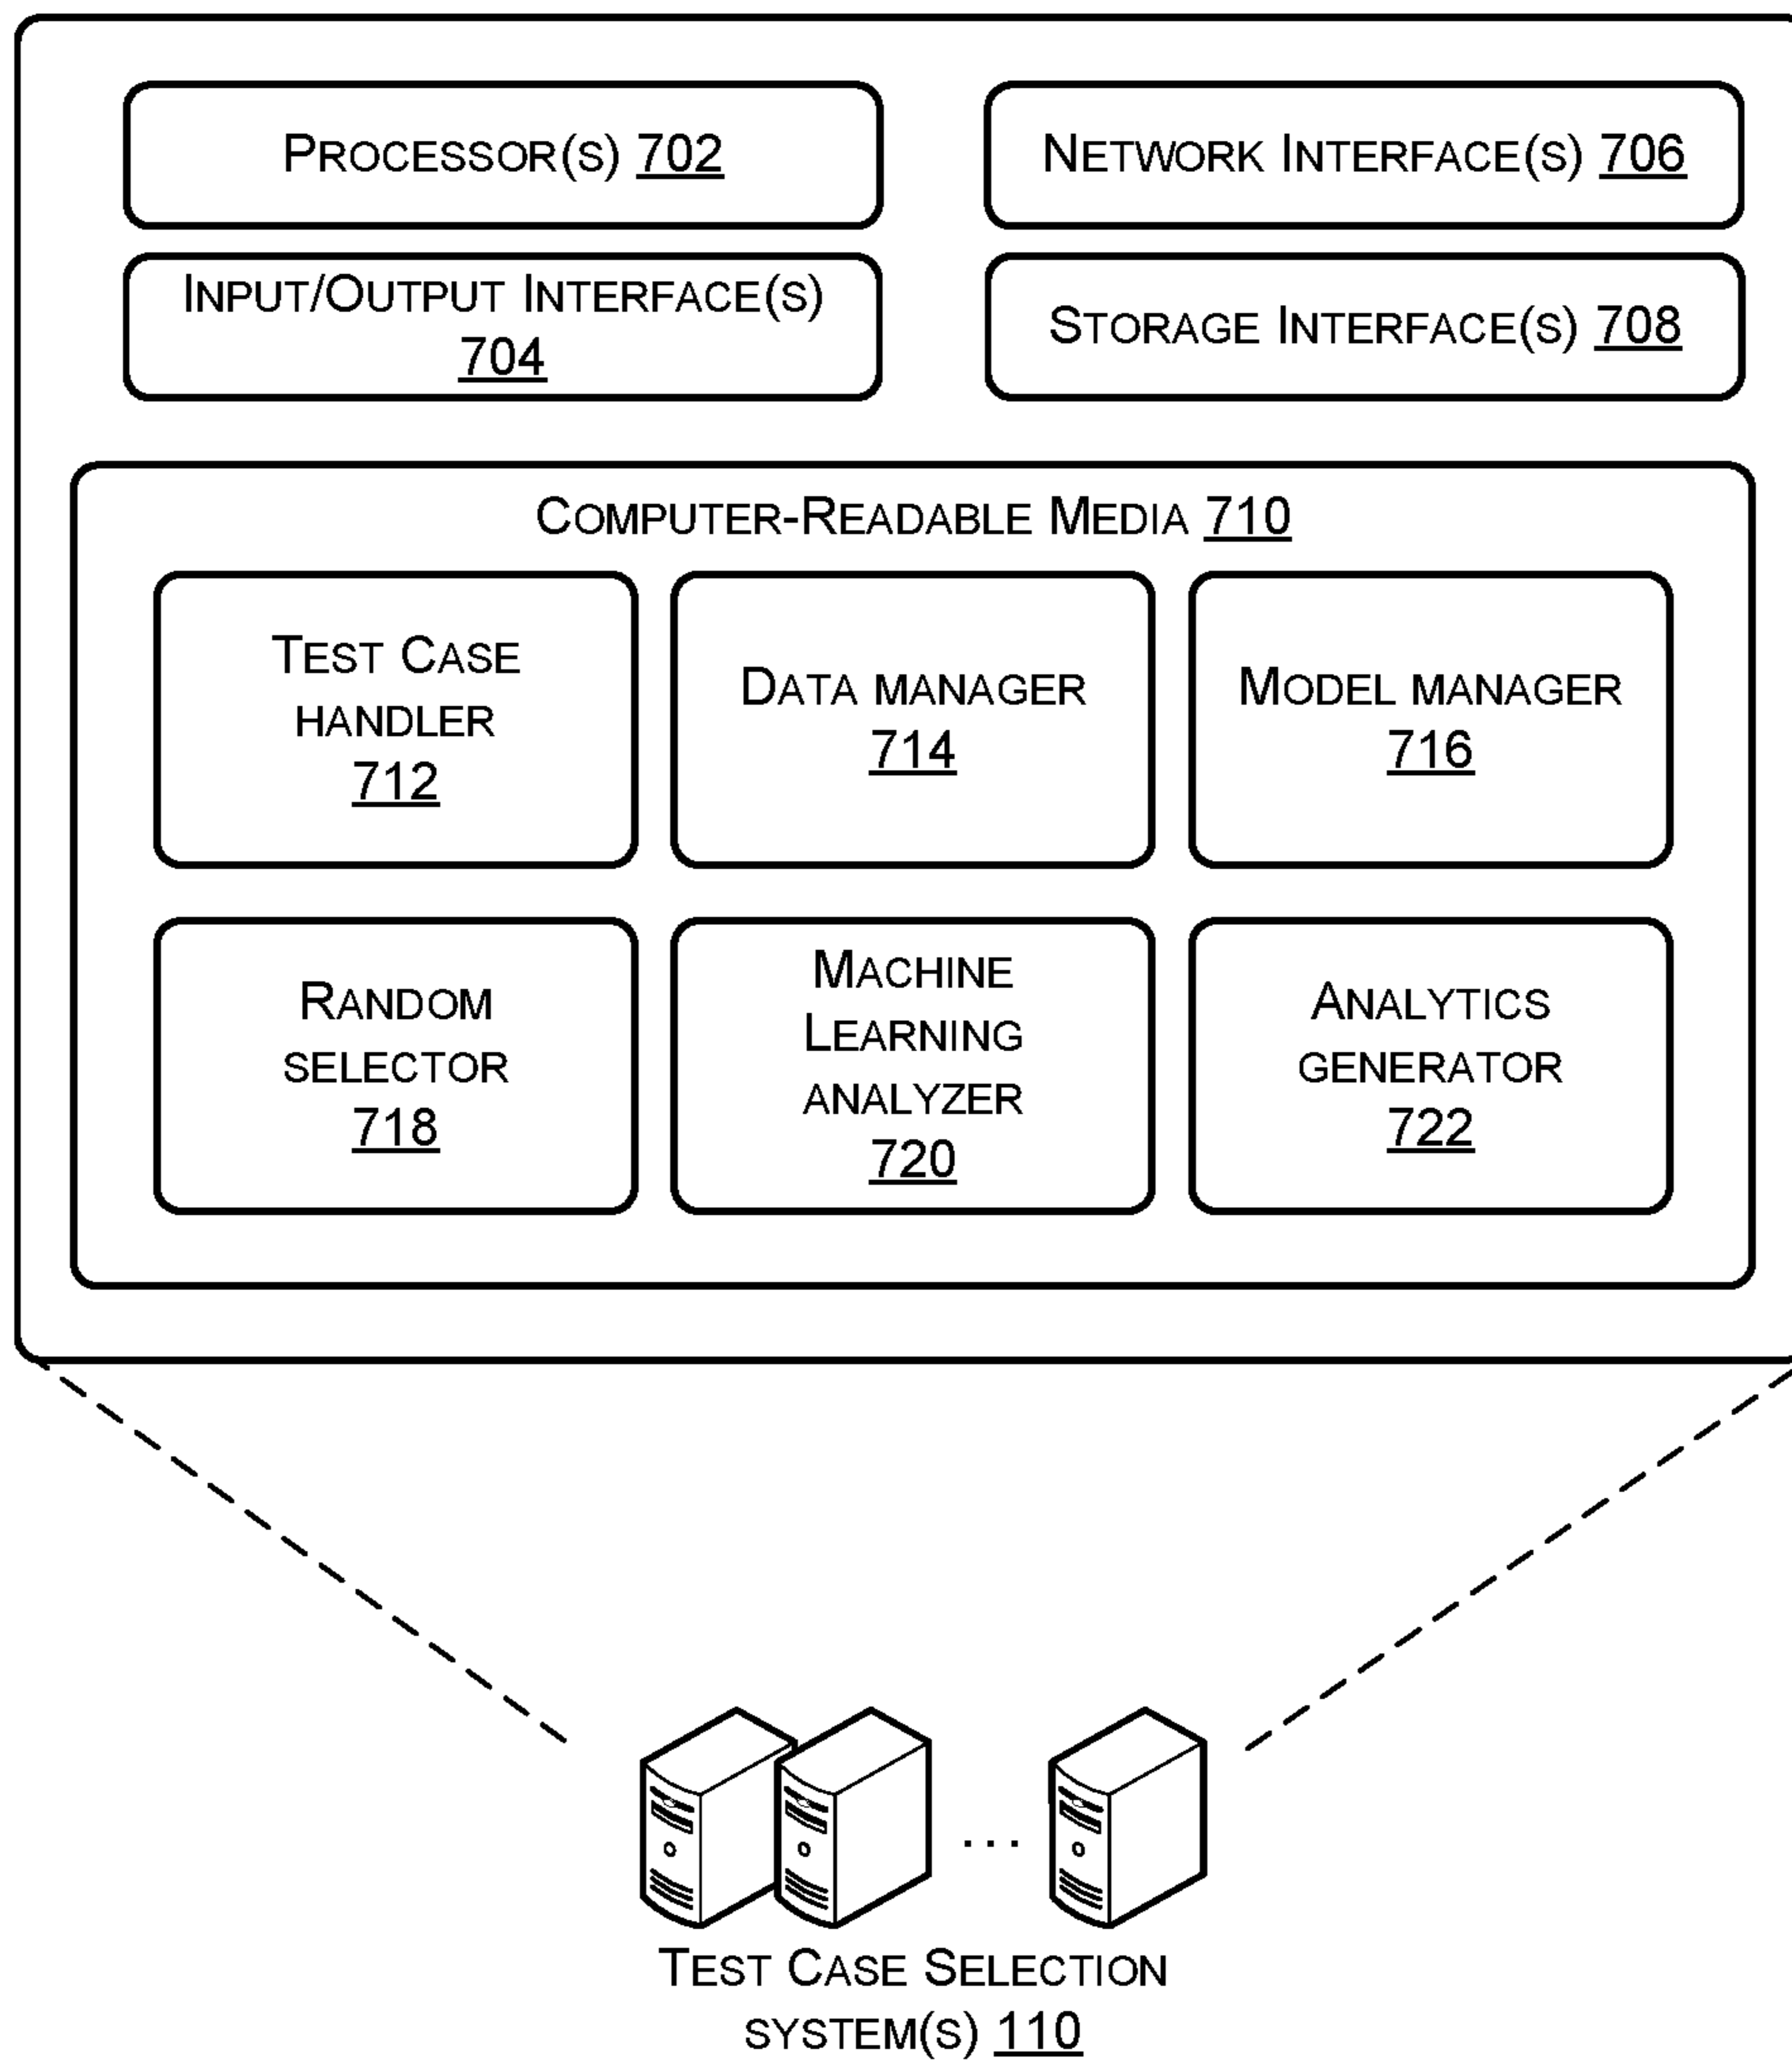 PROCESSOR(S) 702
NETWORK INTERFACE(S) 706
INPUT/OUTPUT INTERFACE(S)
704
STORAGE INTERFACE(S) 708
COMPUTER-READABLE MEDIA 710
TEST CASE
HANDLER
712
DATA MANAGER
714
MODEL MANAGER
716
RANDOM
SELECTOR
718
MACHINE
LEARNING
ANALYZER
720
ANALYTICS
GENERATOR
722
...
TEST CASE SELECTION
SYSTEM(S) 110